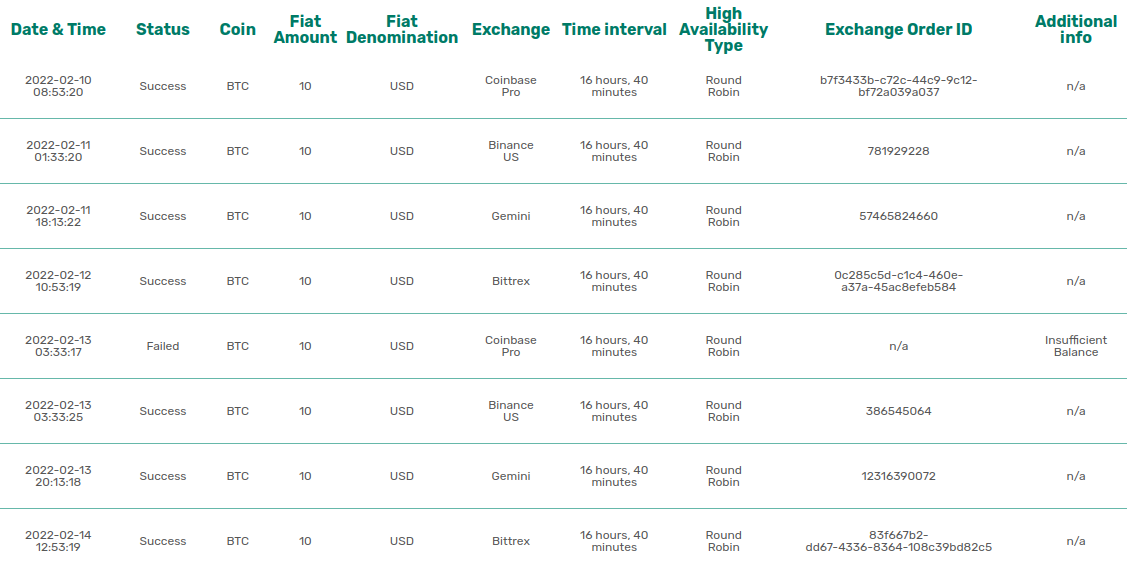 Date & Time Status Coin Fiat Amount Fiat Denomination Exchange Time interval High Availability Type Exchange Order ID Additional info
2022-02-10 08:53:20 Success BTC 10 USD Coinbase Pro 16 hours, 40 minutes Round Robin b7f3433b-c72c-44c9-9c12-bf72a039a037 n/a
2022-02-11 01:33:20 Success BTC 10 USD Binance US 16 hours, 40 minutes Round Robin 781929228 n/a
2022-02-11 18:13:22 Success BTC 10 USD Gemini 16 hours, 40 minutes Round Robin 57465824660 n/a
2022-02-12 10:53:19 Success BTC 10 USD Bittrex 16 hours, 40 minutes Round Robin 0c285c5d-c1c4-460e-a37a-45ac8efeb584 n/a
2022-02-13 03:33:17 Failed BTC 10 USD Coinbase Pro 16 hours, 40 minutes Round Robin n/a Insufficient Balance
2022-02-13 03:33:25 Success BTC 10 USD Binance US 16 hours, 40 minutes Round Robin 386545064 n/a
2022-02-13 20:13:18 Success BTC 10 USD Gemini 16 hours, 40 minutes Round Robin 12316390072 n/a
2022-02-14 12:53:19 Success BTC 10 USD Bittrex 16 hours, 40 minutes Round Robin 83f667b2-dd67-4336-8364-108c39bd82c5 n/a